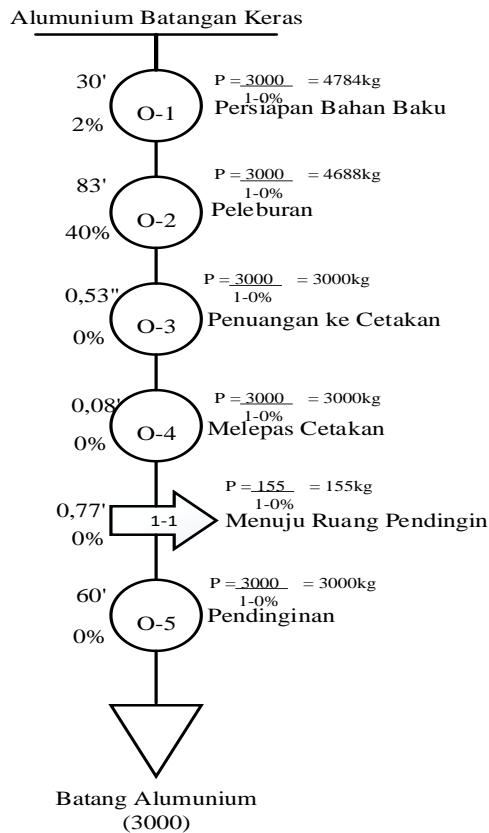 Alumunium Batangan Keras
30'
2%
O-1
P = 3000 = 4784kg
1-0%
Persiapan Bahan Baku
83'
40%
O-2
P = 3000 = 4688kg
1-0%
Peleburan
0,53"
0%
O-3
P = 3000 = 3000kg
1-0%
Penuangan ke Cetakan
0,08'
0%
O-4
P = 3000 = 3000kg
1-0%
Melepas Cetakan
0,77'
0%
1-1
P = 155 = 155kg
1-0%
Menuju Ruang Pendingin
60'
0%
O-5
P = 3000 = 3000kg
1-0%
Pendinginan
Batang Alumunium
(3000)